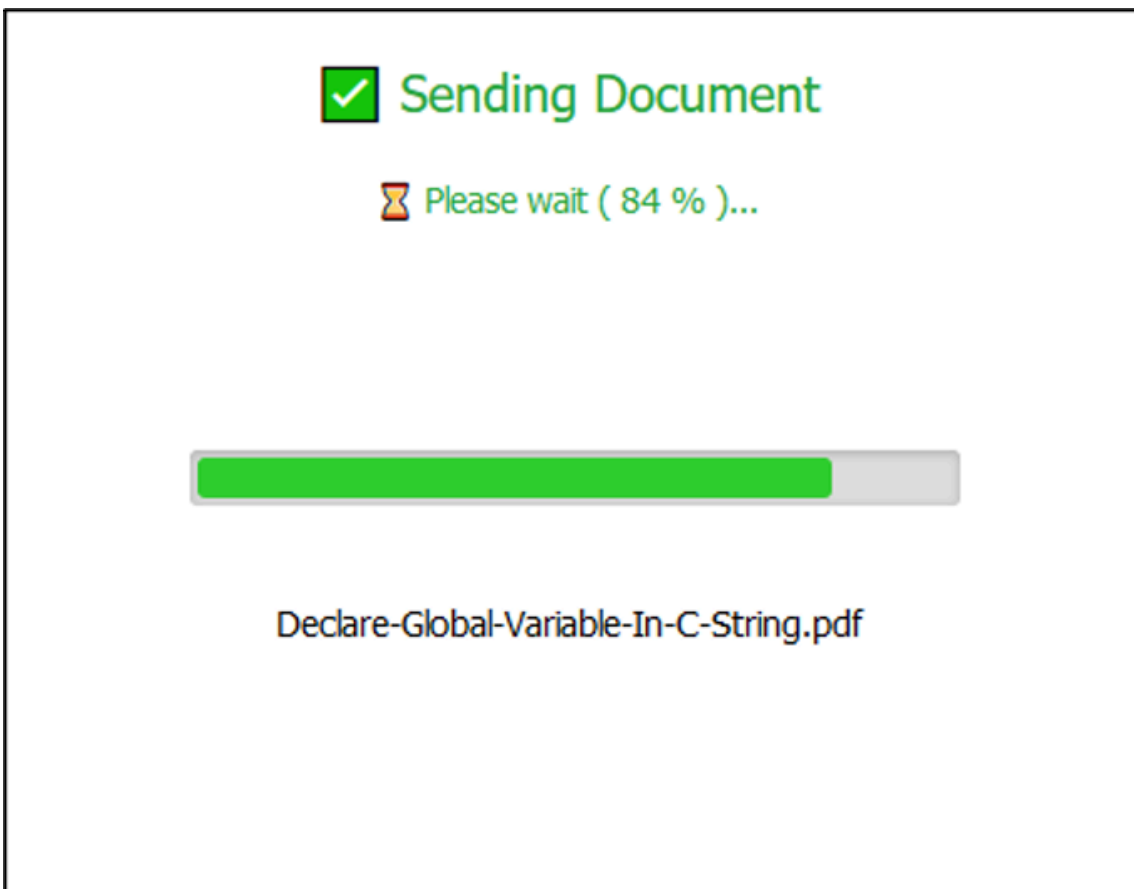 Sending Document
Please wait ( 84 % )...
Declare-Global-Variable-In-C-String.pdf